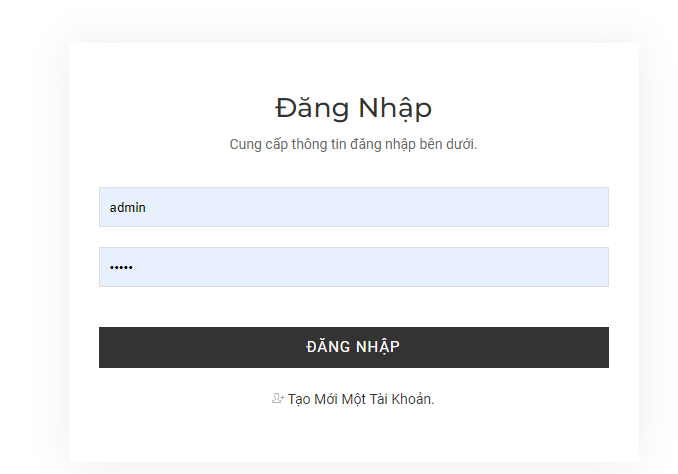 Đăng Nhập
Cung cấp thông tin đăng nhập bên dưới.
admin
•••••
ĐĂNG NHẬP
Tạo Mới Một Tài Khoản.